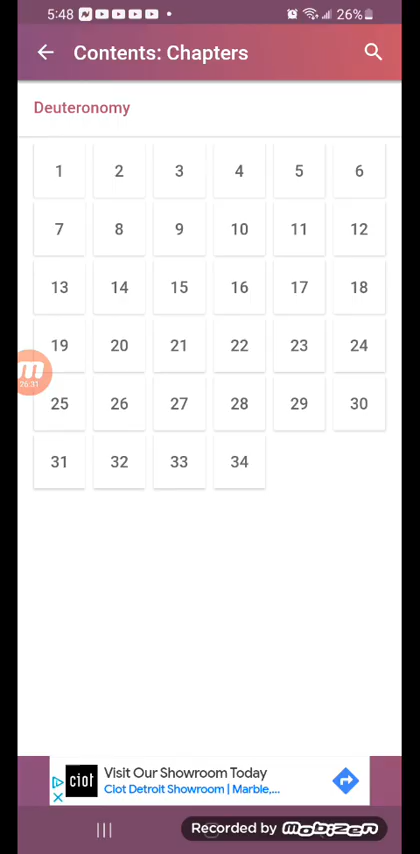 5:48 26%
Contents: Chapters
Deuteronomy
1 2 3 4 5 6
7 8 9 10 11 12
13 14 15 16 17 18
19 20 21 22 23 24
26:31
25 26 27 28 29 30
31 32 33 34
ciot
Visit Our Showroom Today
Ciot Detroit Showroom | Marble,...
Recorded by mobizen